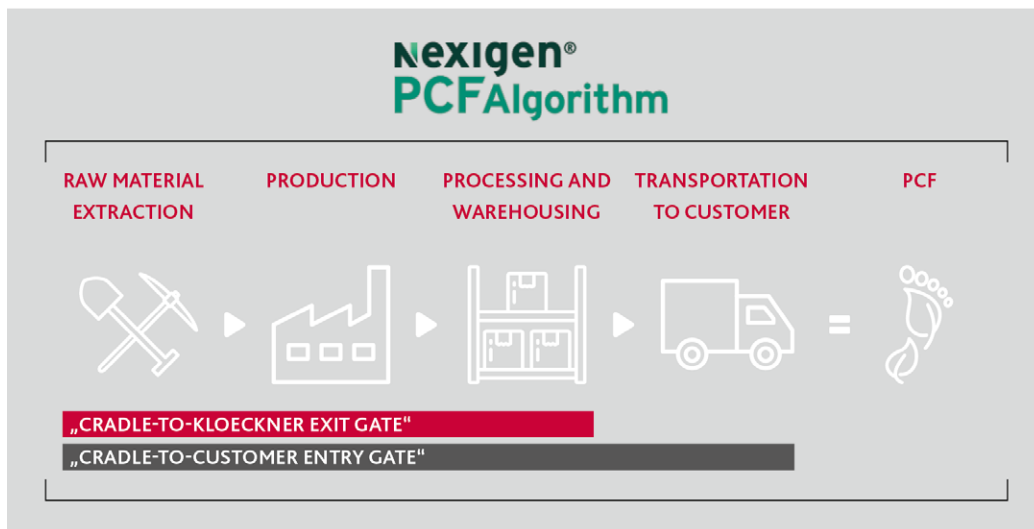 Nexigen®
PCFAlgorithm
RAW MATERIAL
EXTRACTION
PRODUCTION
PROCESSING AND
WAREHOUSING
TRANSPORTATION
TO CUSTOMER
PCF
=
„CRADLE-TO-KLOECKNER EXIT GATE“
„CRADLE-TO-CUSTOMER ENTRY GATE“